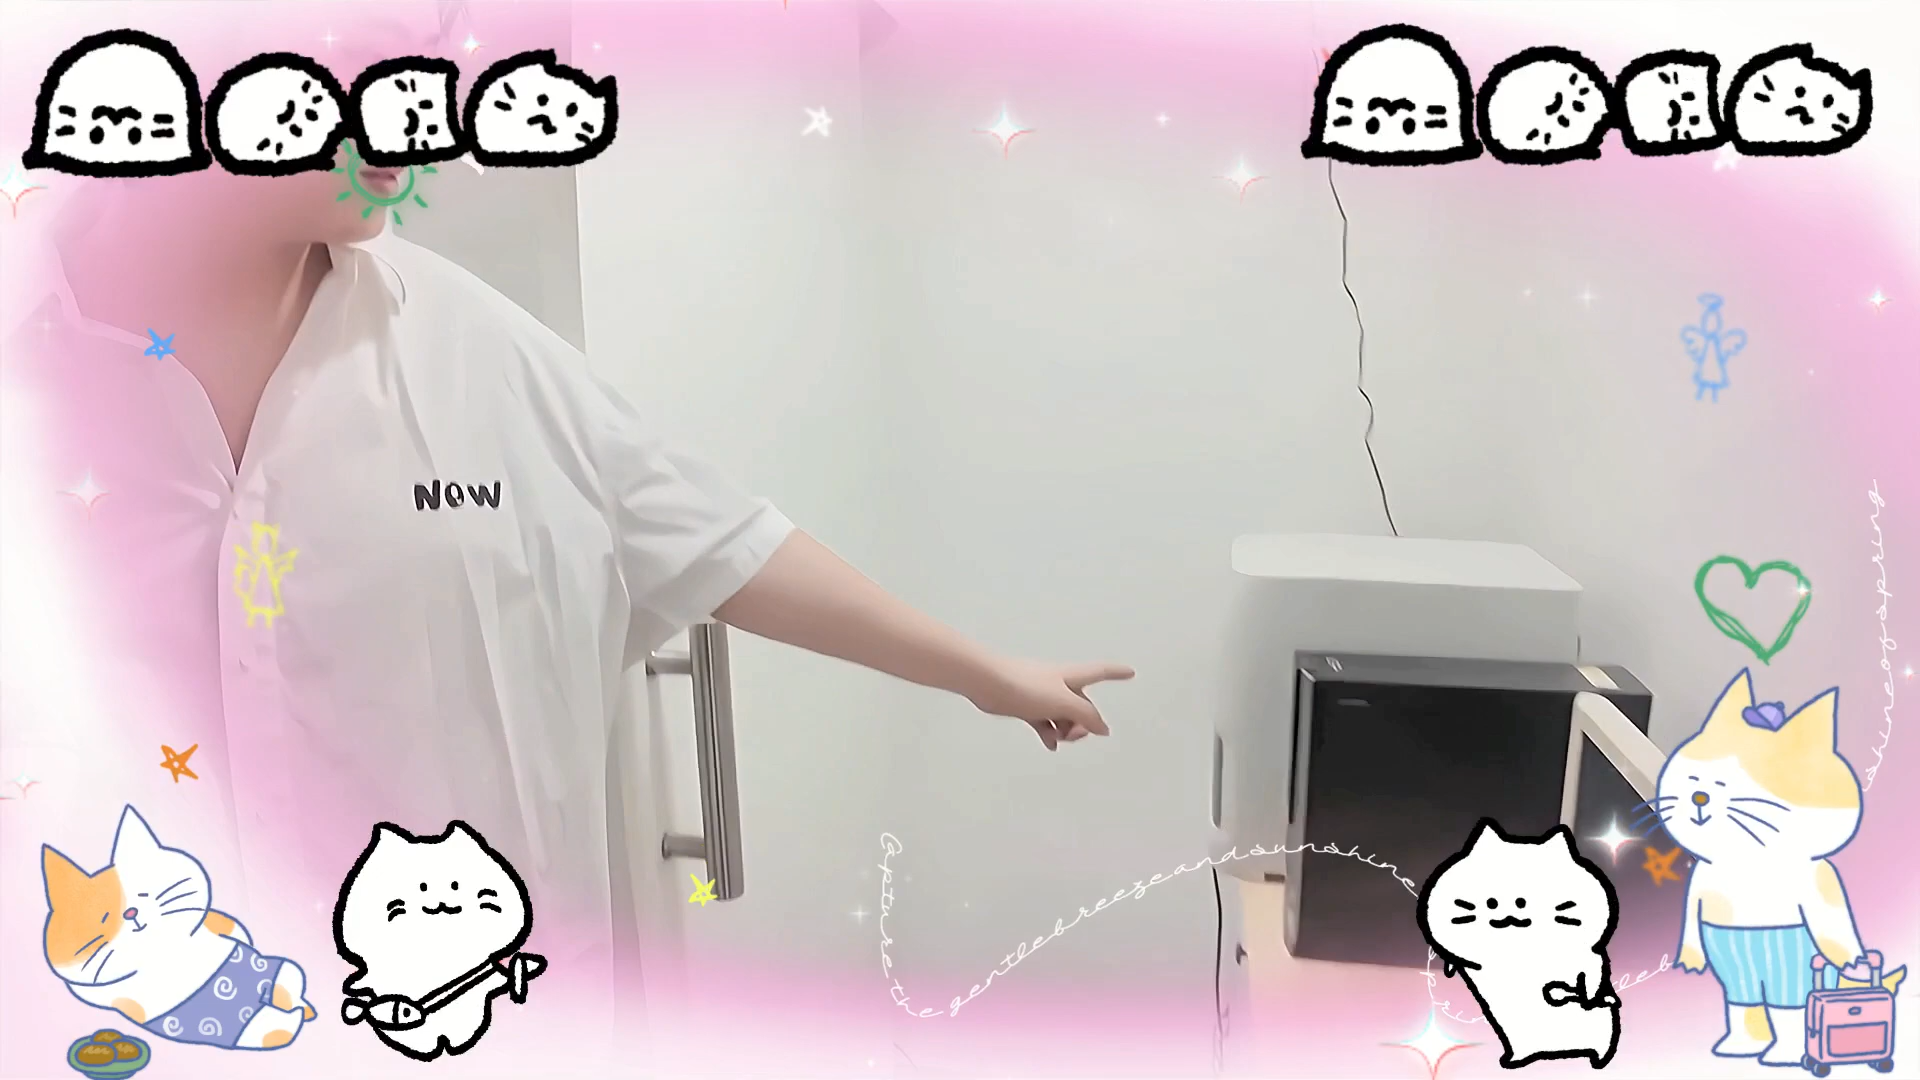 NOW
Capture the gentle breeze and sunshine
shine of spring